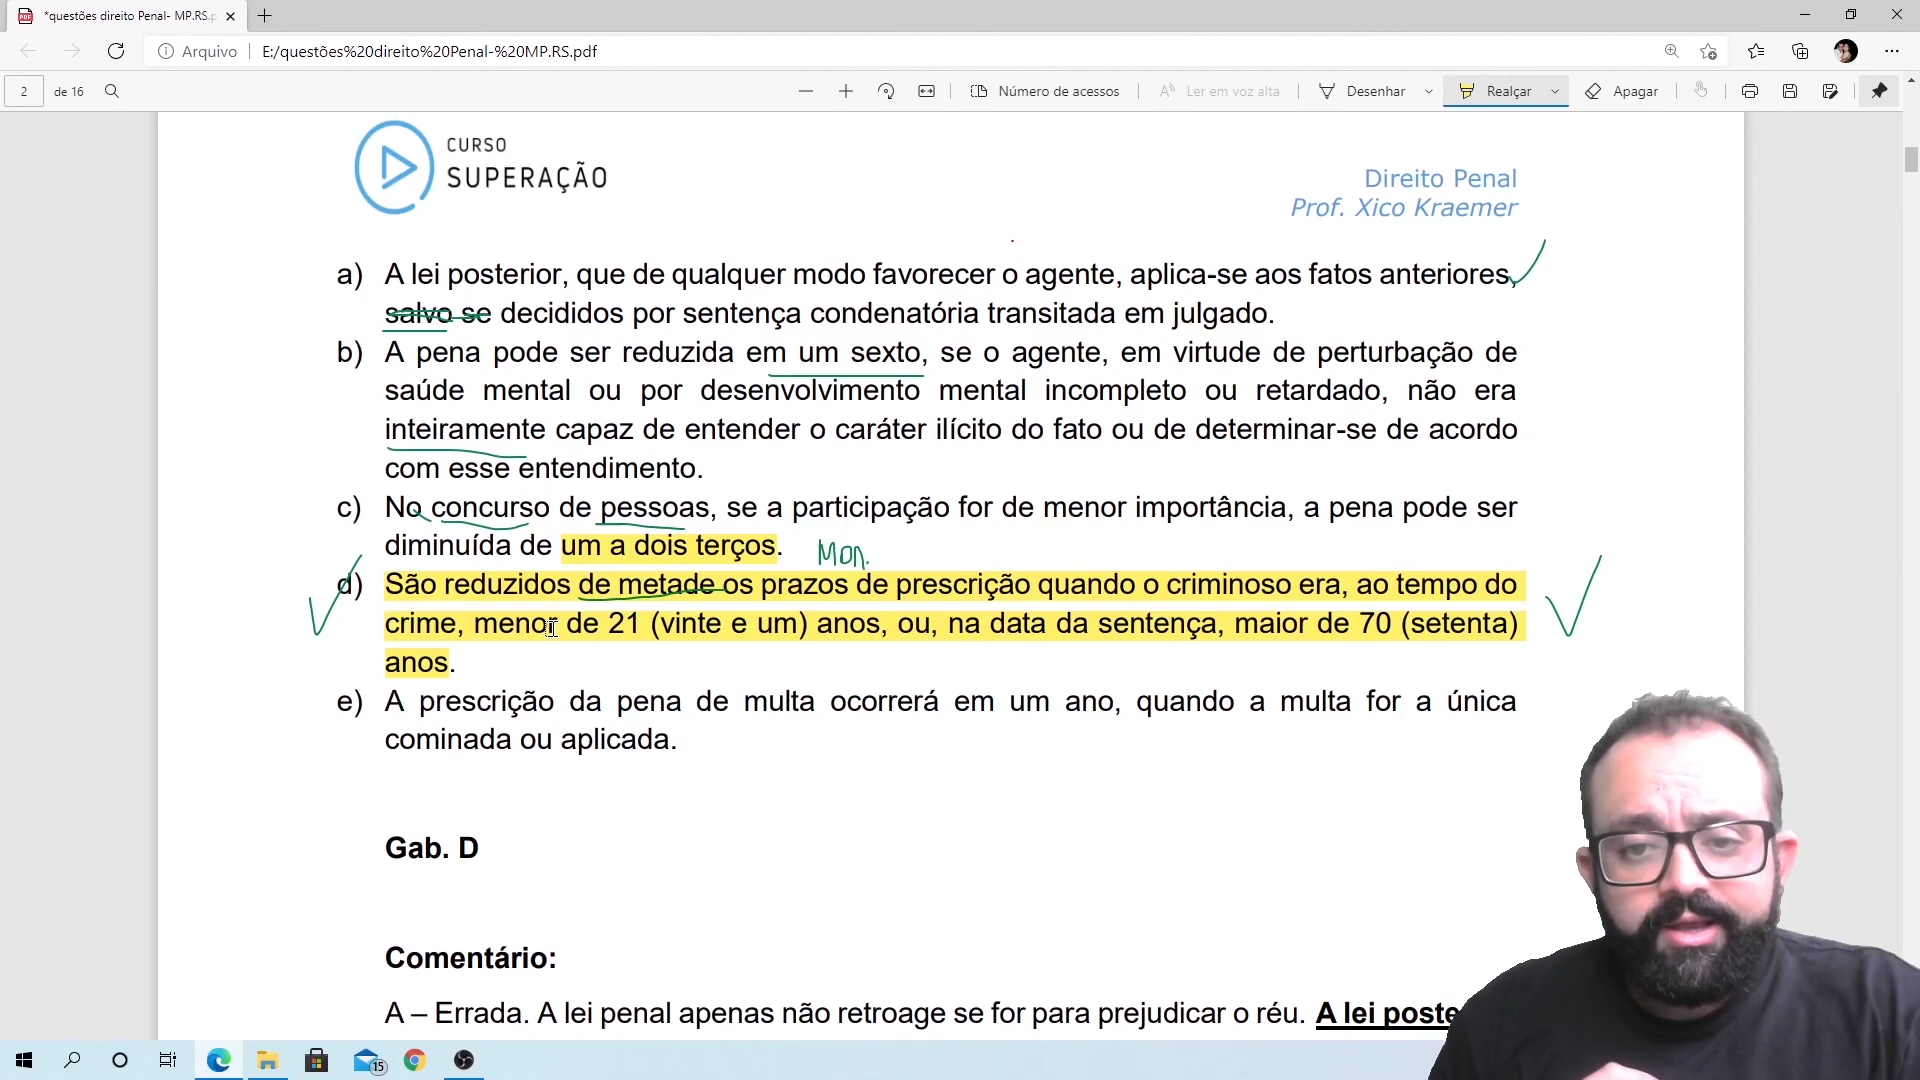 *questões direito Penal- MP.RS.p
Arquivo
E:/questões%20direito%20Penal-%20MP.RS.pdf
2
de 16
Número de acessos
Ler em voz alta
Desenhar
Realçar
Apagar
CURSO
SUPERAÇÃO
Direito Penal
Prof. Xico Kraemer
a) A lei posterior, que de qualquer modo favorecer o agente, aplica-se aos fatos anteriores,
salvo se decididos por sentença condenatória transitada em julgado.
b) A pena pode ser reduzida em um sexto, se o agente, em virtude de perturbação de
saúde mental ou por desenvolvimento mental incompleto ou retardado, não era
inteiramente capaz de entender o caráter ilícito do fato ou de determinar-se de acordo
com esse entendimento.
c) No concurso de pessoas, se a participação for de menor importância, a pena pode ser
diminuída de um a dois terços.
d) São reduzidos de metade os prazos de prescrição quando o criminoso era, ao tempo do
crime, menor de 21 (vinte e um) anos, ou, na data da sentença, maior de 70 (setenta)
anos.
e) A prescrição da pena de multa ocorrerá em um ano, quando a multa for a única
cominada ou aplicada.
Gab. D
Comentário:
A – Errada. A lei penal apenas não retroage se for para prejudicar o réu. A lei poste
15